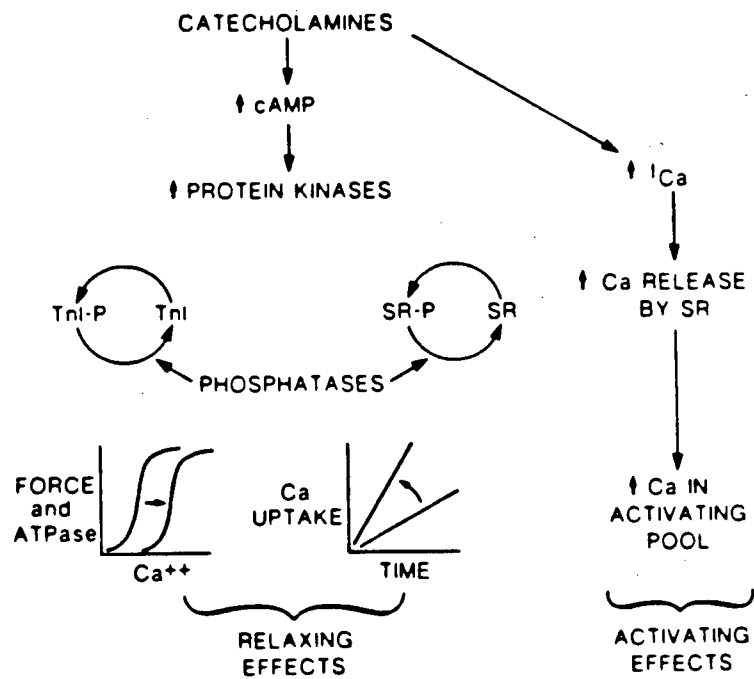 CATECHOLAMINES
↑ cAMP
↑ PROTEIN KINASES
↑ ICa
↑ Ca RELEASE
BY SR
TnI-P TnI
SR-P SR
PHOSPHATASES
FORCE
and
ATPase
Ca++
Ca
UPTAKE
TIME
↑ Ca IN
ACTIVATING
POOL
RELAXING
EFFECTS
ACTIVATING
EFFECTS